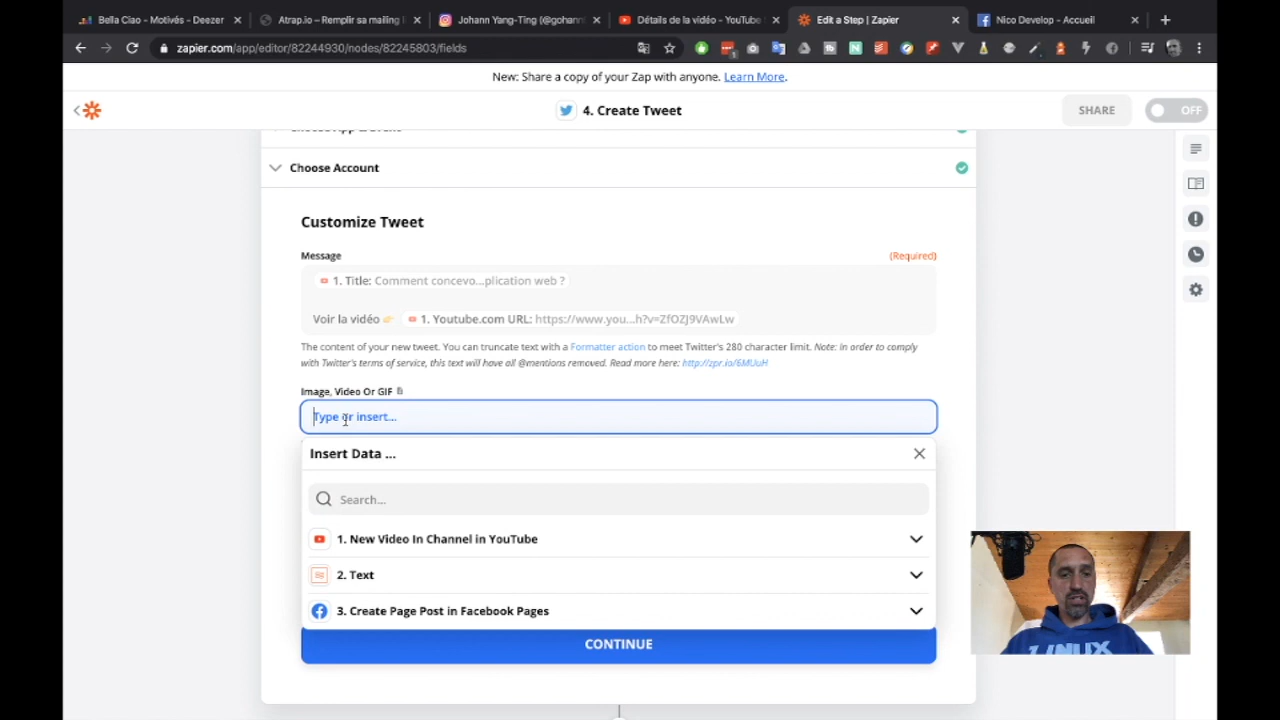 Bella Ciao - Motivés - Deezer
Atrap.io – Remplir sa mailing l
Johann Yang-Ting (@gohann
Détails de la vidéo - YouTube S
Edit a Step | Zapier
Nico Develop - Accueil
zapier.com/app/editor/82244930/nodes/82245803/fields
New: Share a copy of your Zap with anyone. Learn More.
4. Create Tweet
SHARE
OFF
Choose Account
Customize Tweet
Message
(Required)
1. Title: Comment concevo...plication web ?
Voir la vidéo 👉 1. Youtube.com URL: https://www.you...h?v=ZfOZJ9VAwLw
The content of your new tweet. You can truncate text with a Formatter action to meet Twitter's 280 character limit. Note: In order to comply
with Twitter's terms of service, this text will have all @mentions removed. Read more here: http://zpr.io/6MUuH
Image, Video Or GIF
Type or insert...
Insert Data ...
Search...
1. New Video In Channel in YouTube
2. Text
3. Create Page Post in Facebook Pages
CONTINUE
LINUX